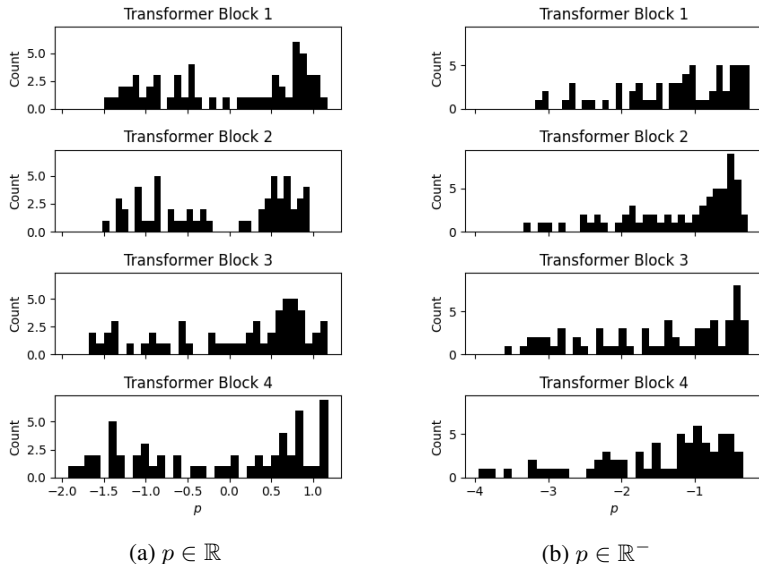 Transformer Block 1
Count
5.0
2.5
0.0
Transformer Block 2
Count
5.0
2.5
0.0
Transformer Block 3
Count
5.0
2.5
0.0
Transformer Block 4
Count
5.0
2.5
0.0
−2.0 −1.5 −1.0 −0.5 0.0 0.5 1.0
p
(a) p ∈ ℝ
Transformer Block 1
Count
5
0
Transformer Block 2
Count
5
0
Transformer Block 3
Count
5
0
Transformer Block 4
Count
5
0
−4 −3 −2 −1
p
(b) p ∈ ℝ⁻